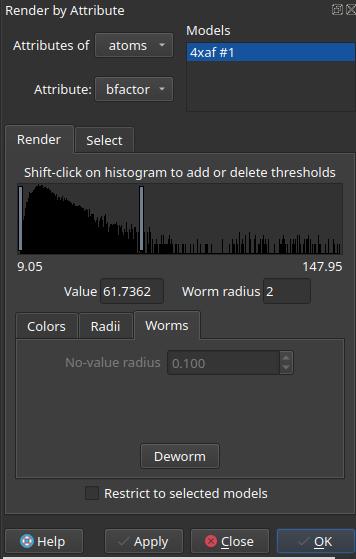 Render by Attribute
Models
Attributes of atoms
4xaf #1
Attribute: bfactor
Render Select
Shift-click on histogram to add or delete thresholds
9.05 147.95
Value 61.7362 Worm radius 2
Colors Radii Worms
No-value radius 0.100
Deworm
Restrict to selected models
Help Apply Close OK